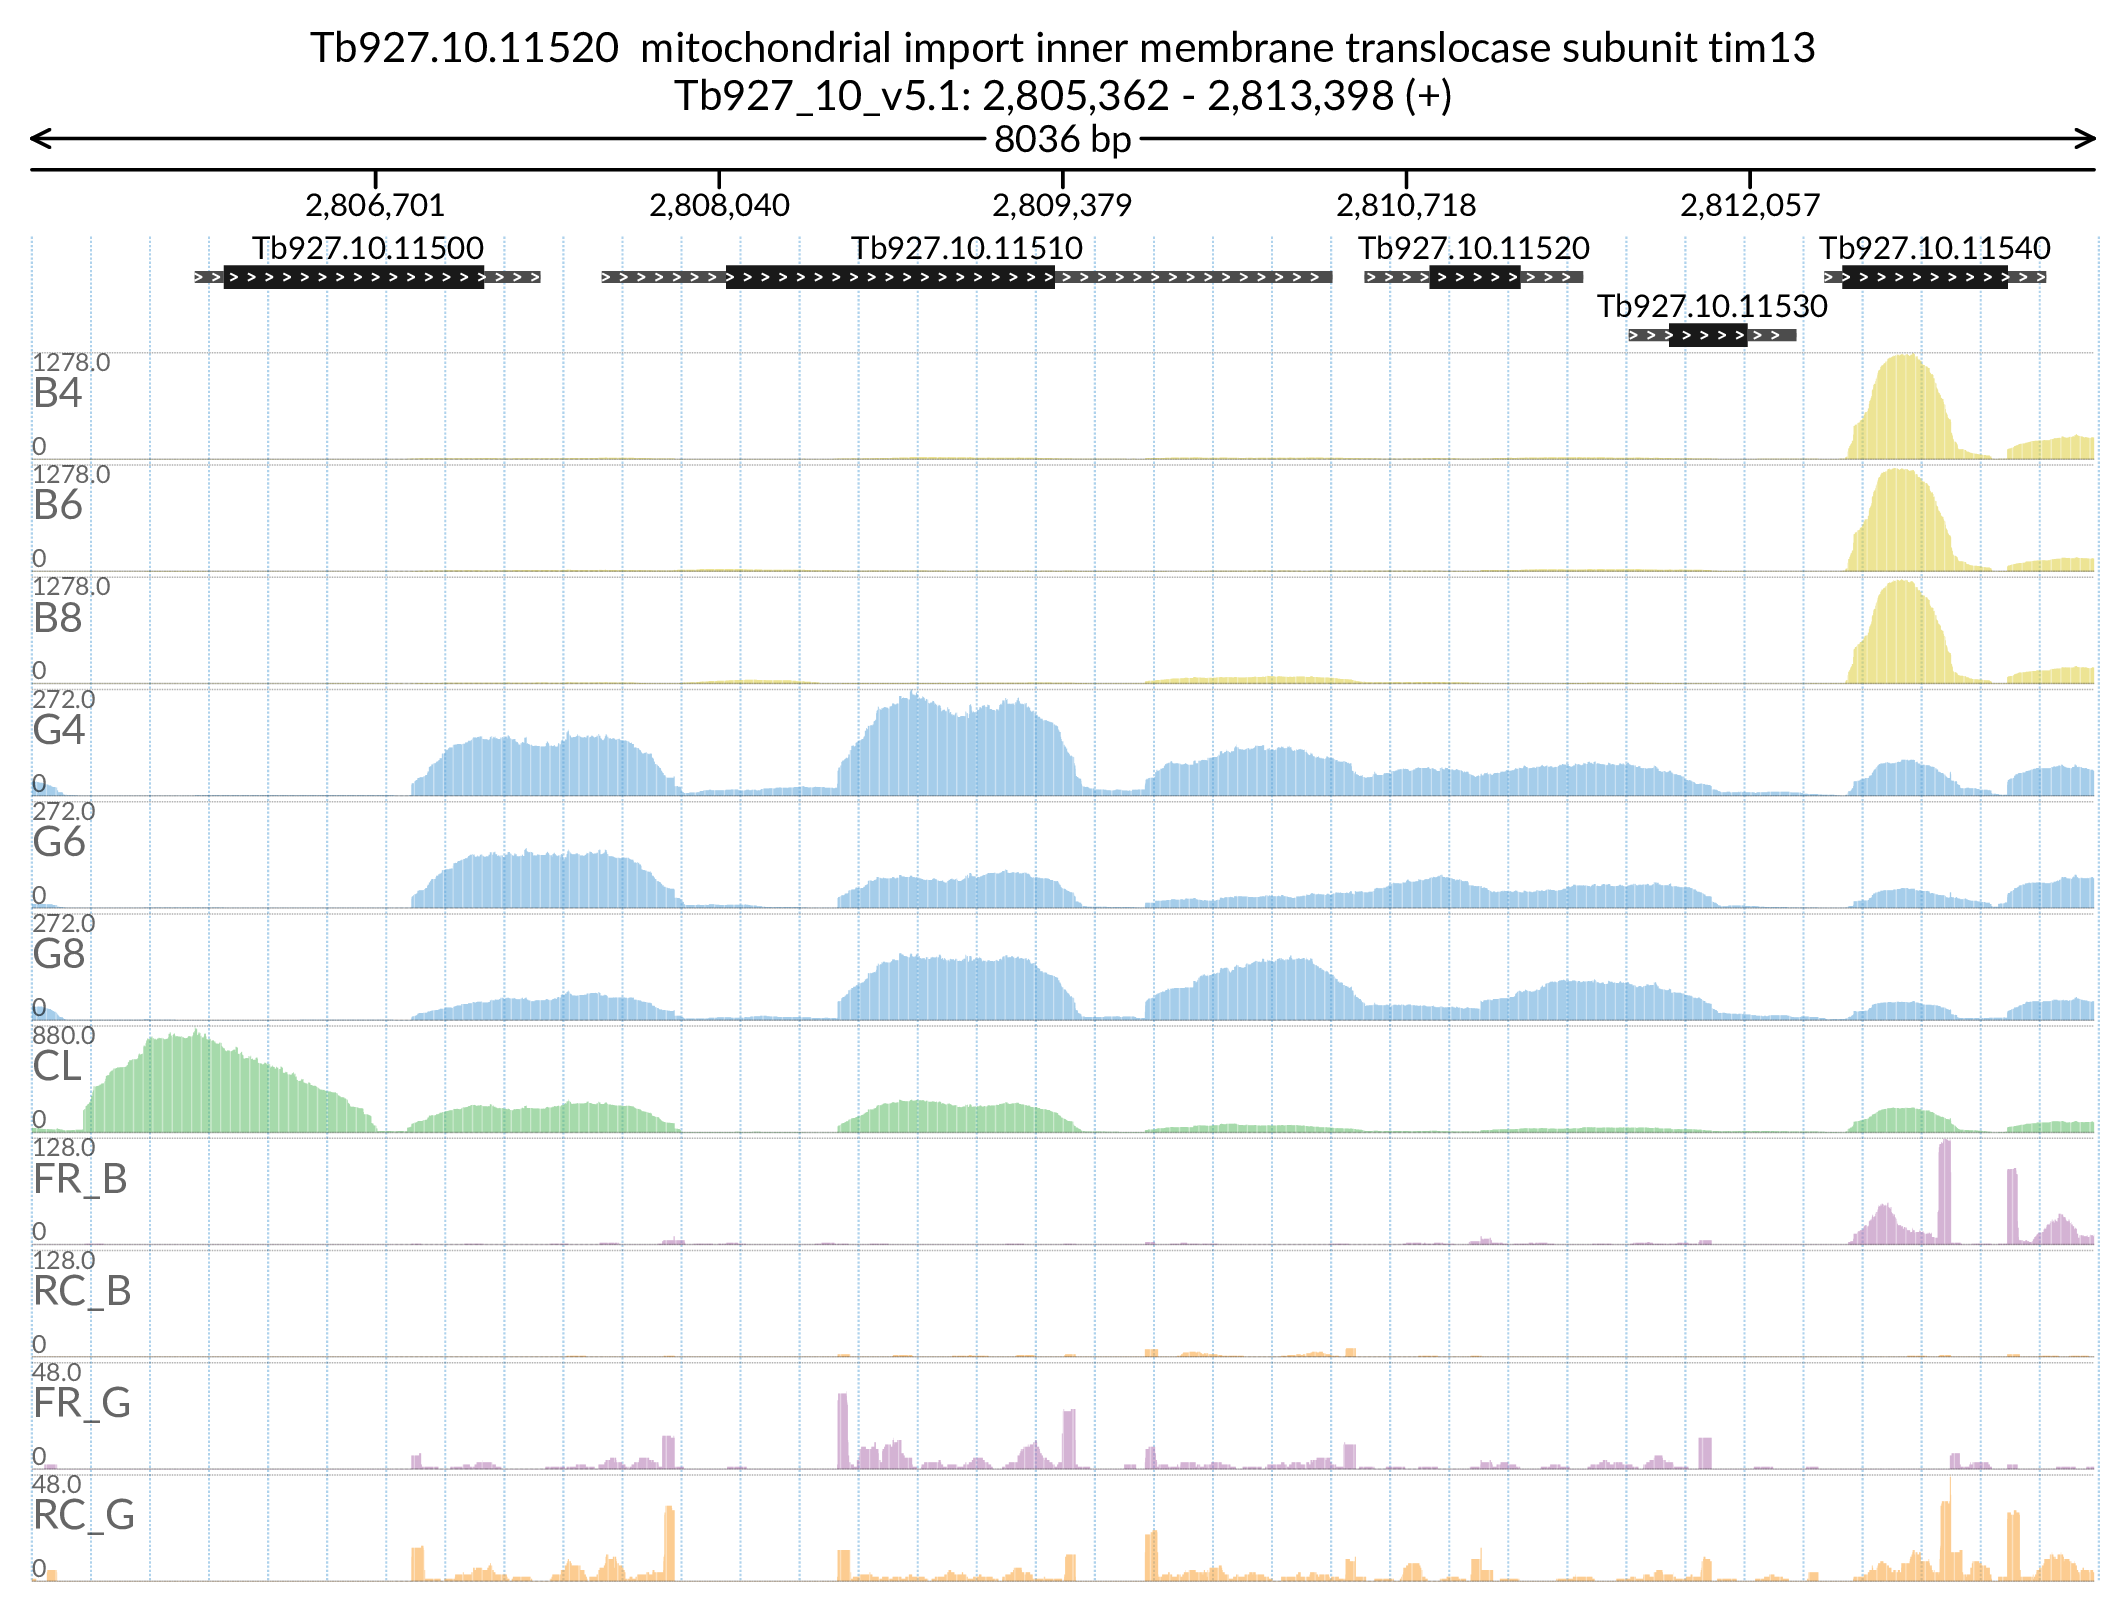 Tb927.10.11520  mitochondrial import inner membrane translocase subunit tim13
Tb927_10_v5.1: 2,805,362 - 2,813,398 (+)
8036 bp
2,806,701 2,808,040 2,809,379 2,810,718 2,812,057
Tb927.10.11500 Tb927.10.11510 Tb927.10.11520 Tb927.10.11540
Tb927.10.11530
1278.0
B4
0
1278.0
B6
0
1278.0
B8
0
272.0
G4
0
272.0
G6
0
272.0
G8
0
880.0
CL
0
128.0
FR_B
0
128.0
RC_B
0
48.0
FR_G
0
48.0
RC_G
0